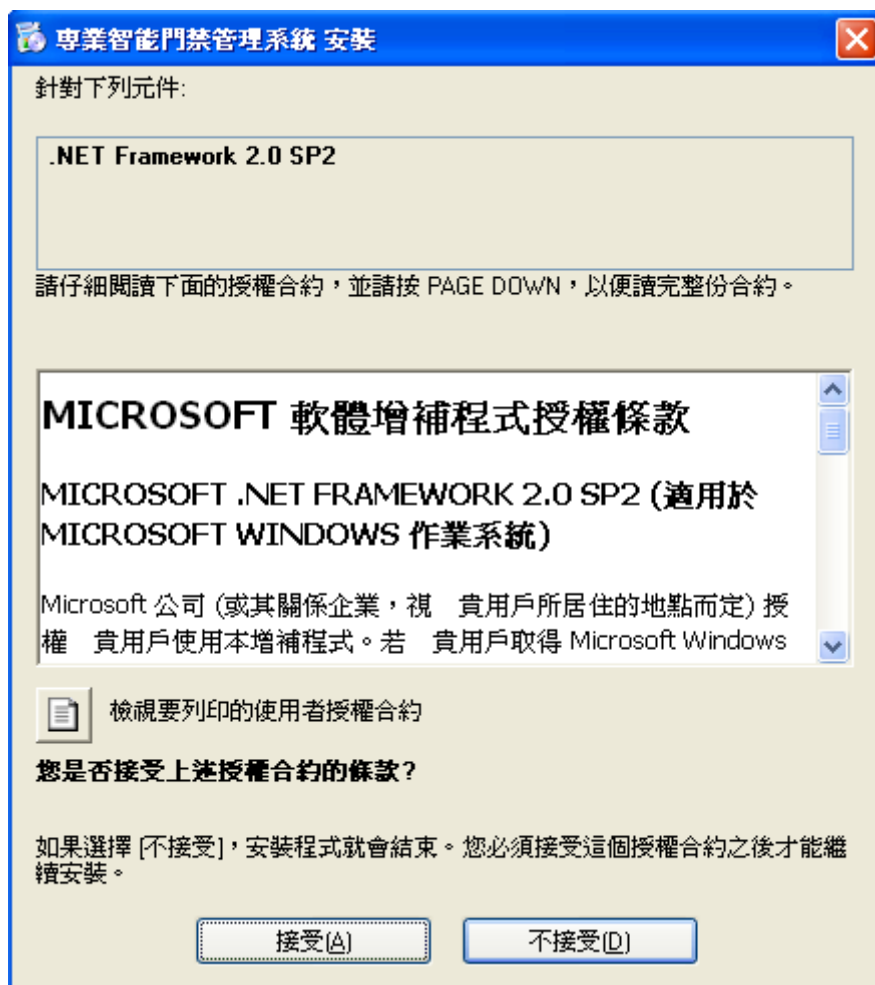 專業智能門禁管理系統 安裝
針對下列元件:
.NET Framework 2.0 SP2
請仔細閱讀下面的授權合約，並請按 PAGE DOWN，以便讀完整份合約。
MICROSOFT 軟體增補程式授權條款
MICROSOFT .NET FRAMEWORK 2.0 SP2 (適用於
MICROSOFT WINDOWS 作業系統)
Microsoft 公司 (或其關係企業，視　貴用戶所居住的地點而定) 授
權　貴用戶使用本增補程式。若　貴用戶取得 Microsoft Windows
檢視要列印的使用者授權合約
您是否接受上述授權合約的條款?
如果選擇 [不接受]，安裝程式就會結束。您必須接受這個授權合約之後才能繼
續安裝。
接受(A)
不接受(D)